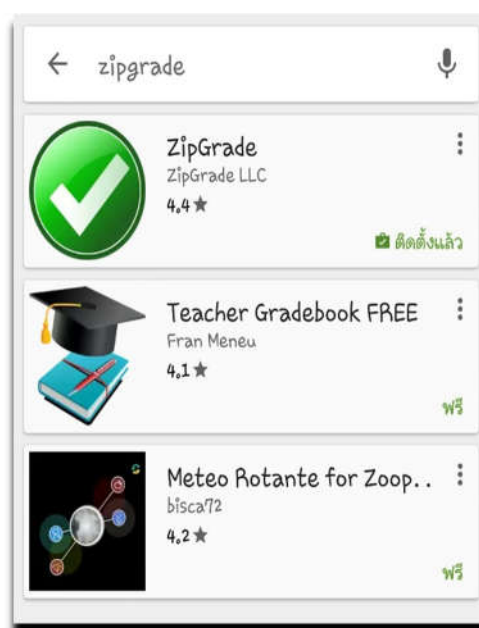 zipgrade
ZipGrade
ZipGrade LLC
4.4★
ติดตั้งแล้ว
Teacher Gradebook FREE
Fran Meneu
4.1★
ฟรี
Meteo Rotante for Zoop..
bisca72
4.2★
ฟรี